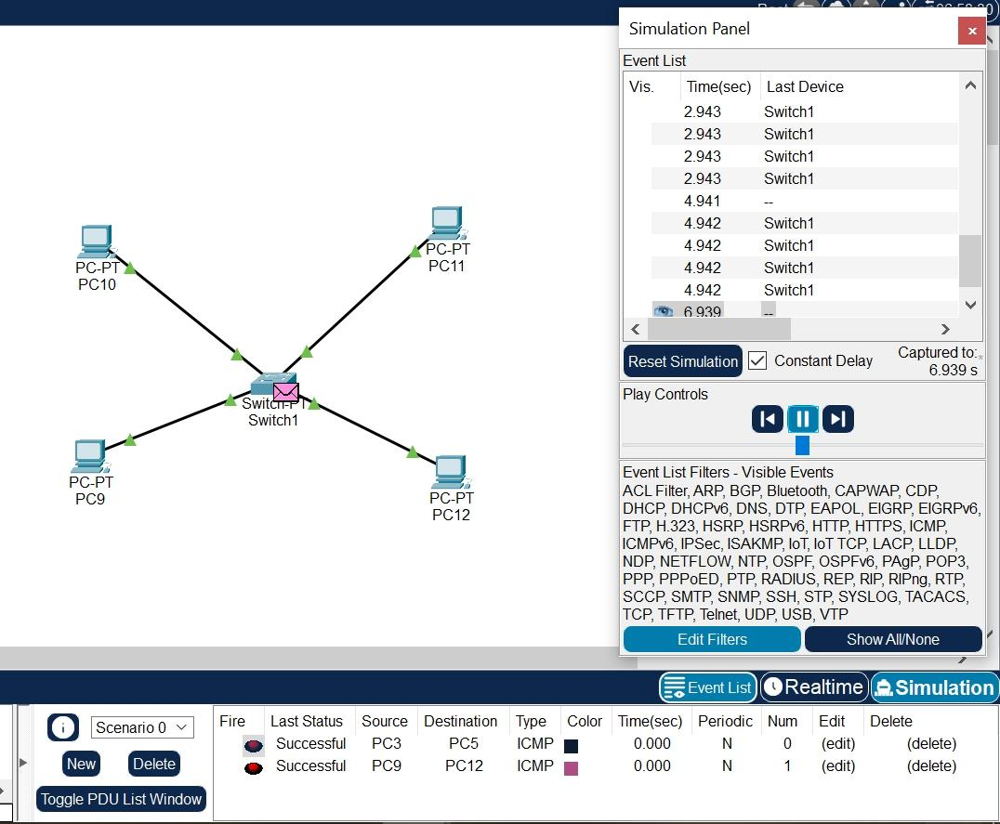 Simulation Panel
Event List
Vis. Time(sec) Last Device
2.943 Switch1
2.943 Switch1
2.943 Switch1
2.943 Switch1
4.941 --
4.942 Switch1
4.942 Switch1
4.942 Switch1
4.942 Switch1
6.939 --
Reset Simulation Constant Delay Captured to:*
6.939 s
Play Controls
Event List Filters - Visible Events
ACL Filter, ARP, BGP, Bluetooth, CAPWAP, CDP,
DHCP, DHCPv6, DNS, DTP, EAPOL, EIGRP, EIGRPv6,
FTP, H.323, HSRP, HSRPv6, HTTP, HTTPS, ICMP,
ICMPv6, IPSec, ISAKMP, IoT, IoT TCP, LACP, LLDP,
NDP, NETFLOW, NTP, OSPF, OSPFv6, PAgP, POP3,
PPP, PPPoED, PTP, RADIUS, REP, RIP, RIPng, RTP,
SCCP, SMTP, SNMP, SSH, STP, SYSLOG, TACACS,
TCP, TFTP, Telnet, UDP, USB, VTP
Edit Filters Show All/None
PC-PT
PC10
PC-PT
PC11
Switch-PT
Switch1
PC-PT
PC9
PC-PT
PC12
Event List Realtime Simulation
Scenario 0
New Delete
Toggle PDU List Window
Fire Last Status Source Destination Type Color Time(sec) Periodic Num Edit Delete
Successful PC3 PC5 ICMP 0.000 N 0 (edit) (delete)
Successful PC9 PC12 ICMP 0.000 N 1 (edit) (delete)